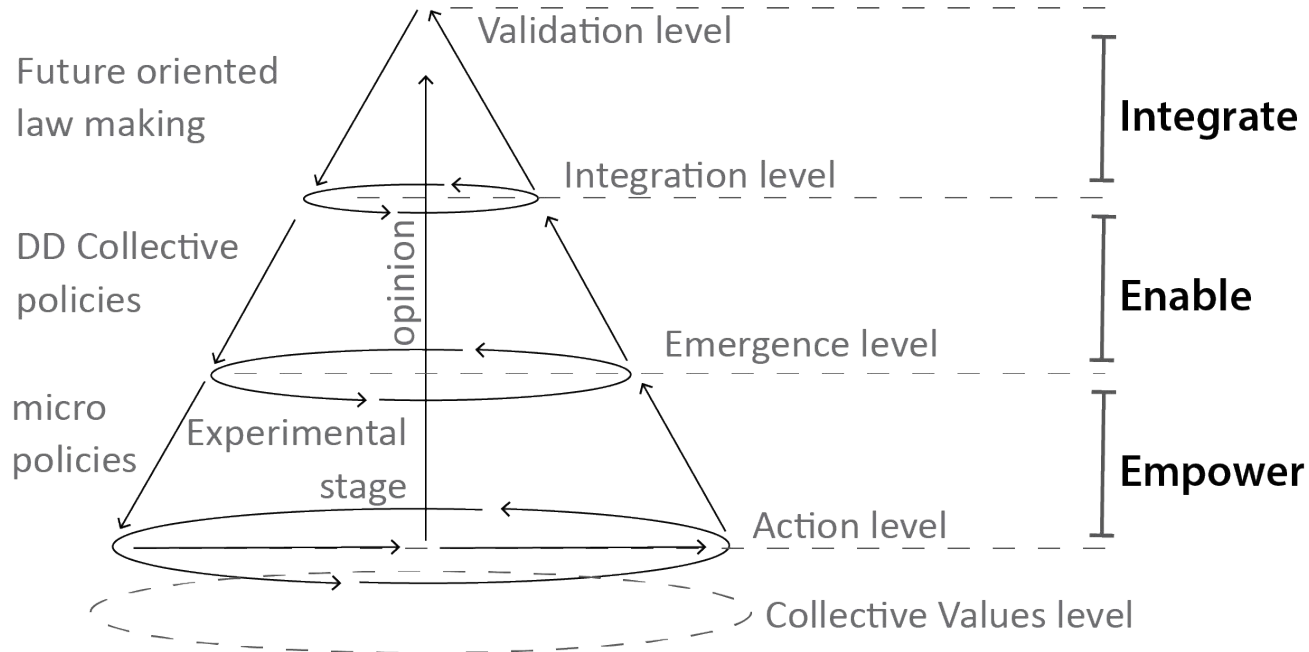 Validation level
Future oriented
law making
Integrate
Integration level
DD Collective
policies
opinion
Enable
Emergence level
micro
policies
Experimental
stage
Empower
Action level
Collective Values level